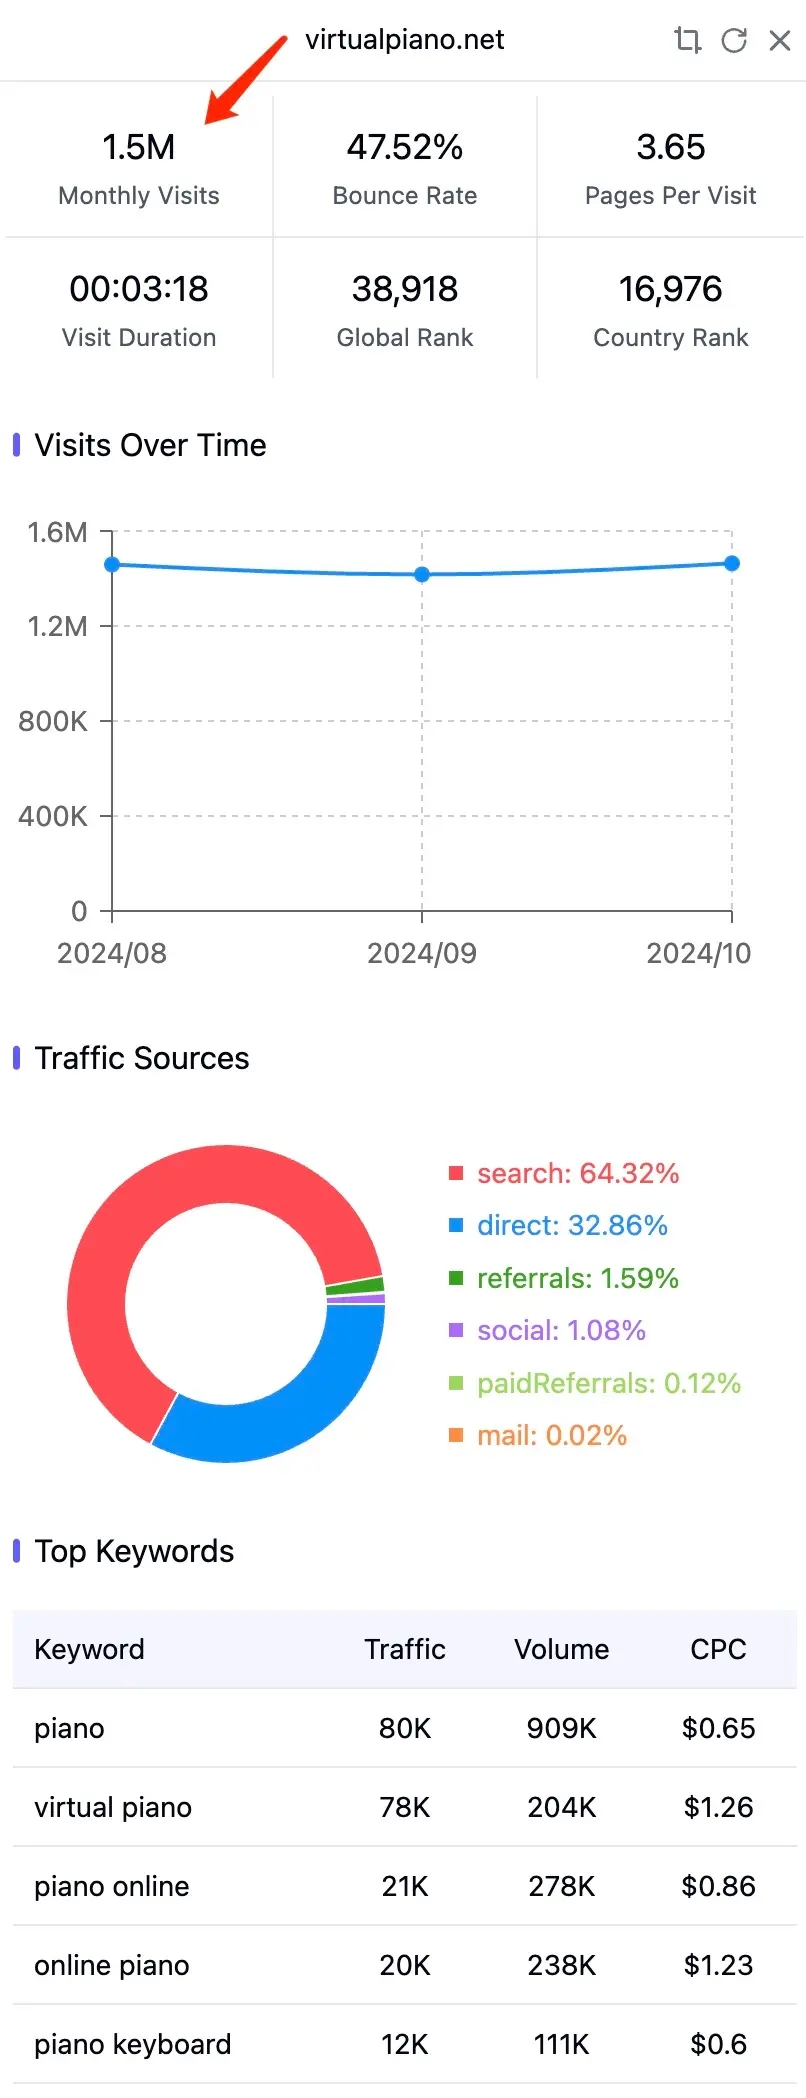 virtualpiano.net
1.5M 47.52% 3.65
Monthly Visits Bounce Rate Pages Per Visit
00:03:18 38,918 16,976
Visit Duration Global Rank Country Rank
Visits Over Time
1.6M
1.2M
800K
400K
0
2024/08 2024/09 2024/10
Traffic Sources
search: 64.32%
direct: 32.86%
referrals: 1.59%
social: 1.08%
paidReferrals: 0.12%
mail: 0.02%
Top Keywords
Keyword Traffic Volume CPC
piano 80K 909K $0.65
virtual piano 78K 204K $1.26
piano online 21K 278K $0.86
online piano 20K 238K $1.23
piano keyboard 12K 111K $0.6